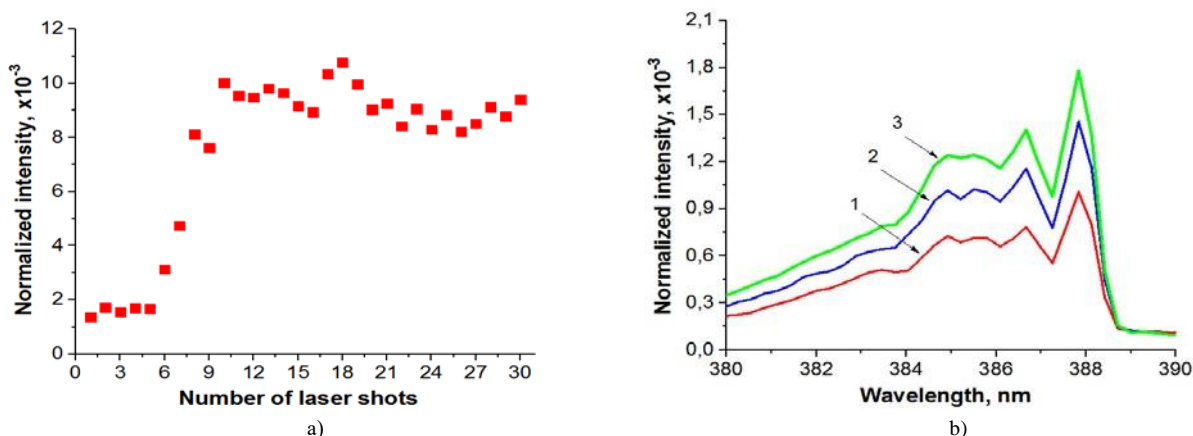 Normalized intensity, x10⁻³
12
10
8
6
4
2
0
0 3 6 9 12 15 18 21 24 27 30
Number of laser shots
a)
Normalized intensity, x10⁻³
2,1
1,8
1,5
1,2
0,9
0,6
0,3
0,0
3
2
1
380 382 384 386 388 390
Wavelength, nm
b)